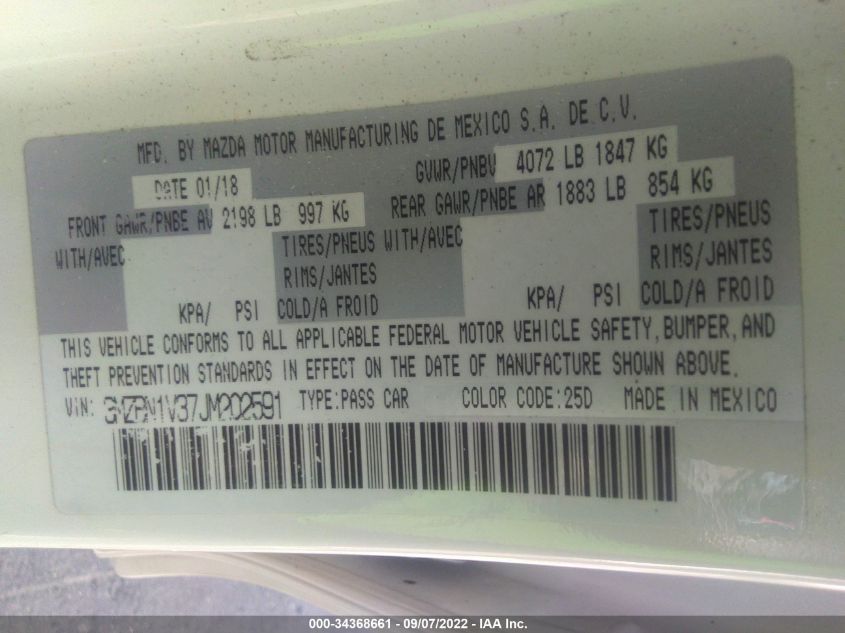 MFD. BY MAZDA MOTOR MANUFACTURING DE MEXICO S.A. DE C.V.
DATE 01/18 GVWR/PNBV 4072 LB 1847 KG
FRONT GAWR/PNBE AV 2198 LB 997 KG REAR GAWR/PNBE AR 1883 LB 854 KG
WITH/AVEC TIRES/PNEUS WITH/AVEC TIRES/PNEUS
RIMS/JANTES RIMS/JANTES
KPA/ PSI COLD/A FROID KPA/ PSI COLD/A FROID
THIS VEHICLE CONFORMS TO ALL APPLICABLE FEDERAL MOTOR VEHICLE SAFETY, BUMPER, AND
THEFT PREVENTION STANDARDS IN EFFECT ON THE DATE OF MANUFACTURE SHOWN ABOVE.
VIN: 3MZBN1V37JM202591 TYPE:PASS CAR COLOR CODE:25D MADE IN MEXICO
000-34368661 - 09/07/2022 - IAA Inc.